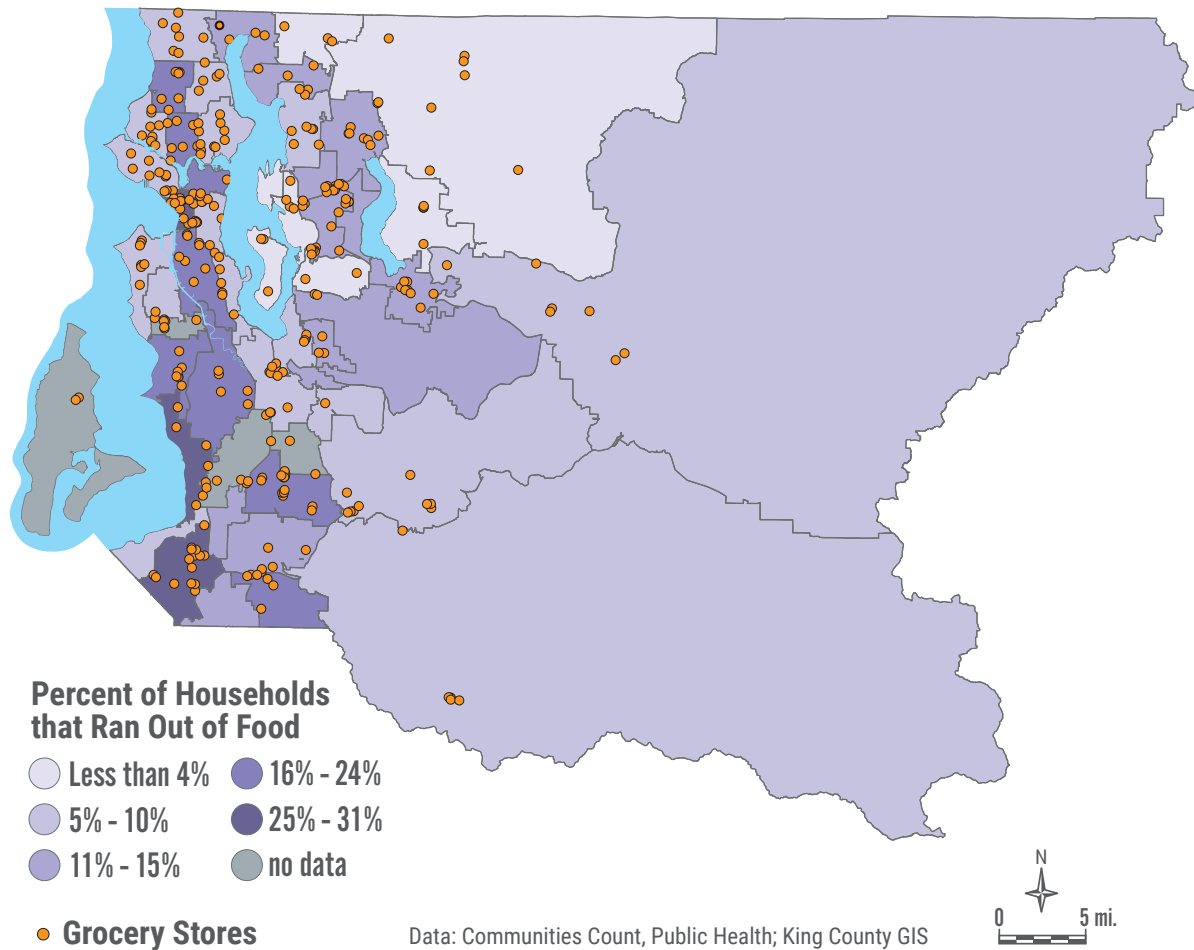 Percent of Households
that Ran Out of Food
Less than 4%
16% - 24%
5% - 10%
25% - 31%
11% - 15%
no data
Grocery Stores
Data: Communities Count, Public Health; King County GIS
N
0 5 mi.